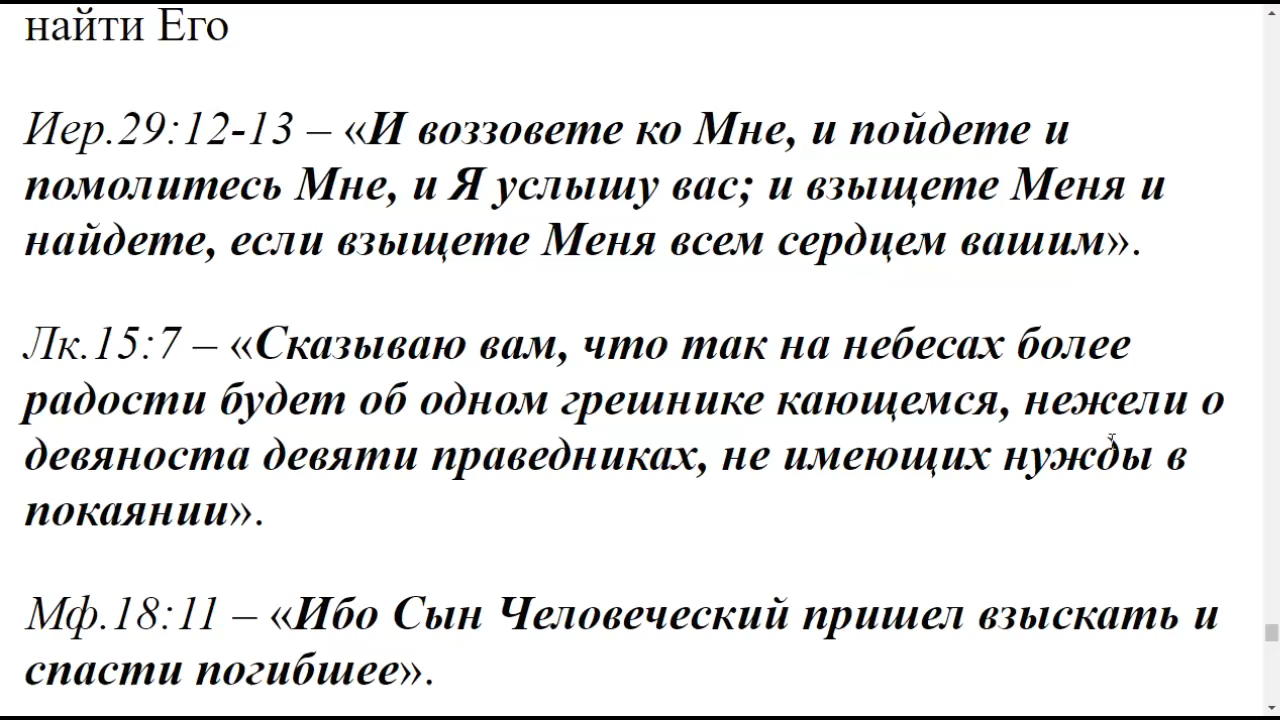 найти Его
Иер.29:12-13 – «И воззовете ко Мне, и пойдете и
помолитесь Мне, и Я услышу вас; и взыщете Меня и
найдете, если взыщете Меня всем сердцем вашим».
Лк.15:7 – «Сказываю вам, что так на небесах более
радости будет об одном грешнике кающемся, нежели о
девяноста девяти праведниках, не имеющих нужды в
покаянии».
Мф.18:11 – «Ибо Сын Человеческий пришел взыскать и
спасти погибшее».